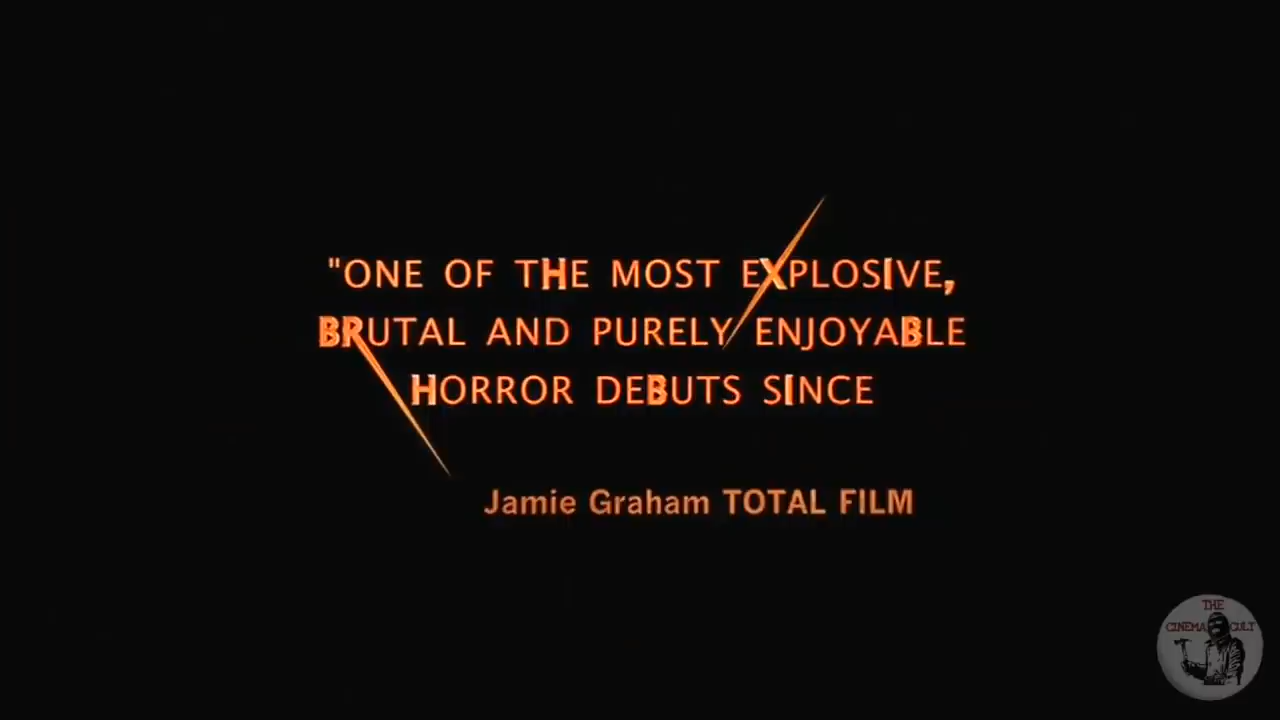 "ONE OF THE MOST EXPLOSIVE,
BRUTAL AND PURELY ENJOYABLE
HORROR DEBUTS SINCE
Jamie Graham TOTAL FILM
THE
CINEMA CULT